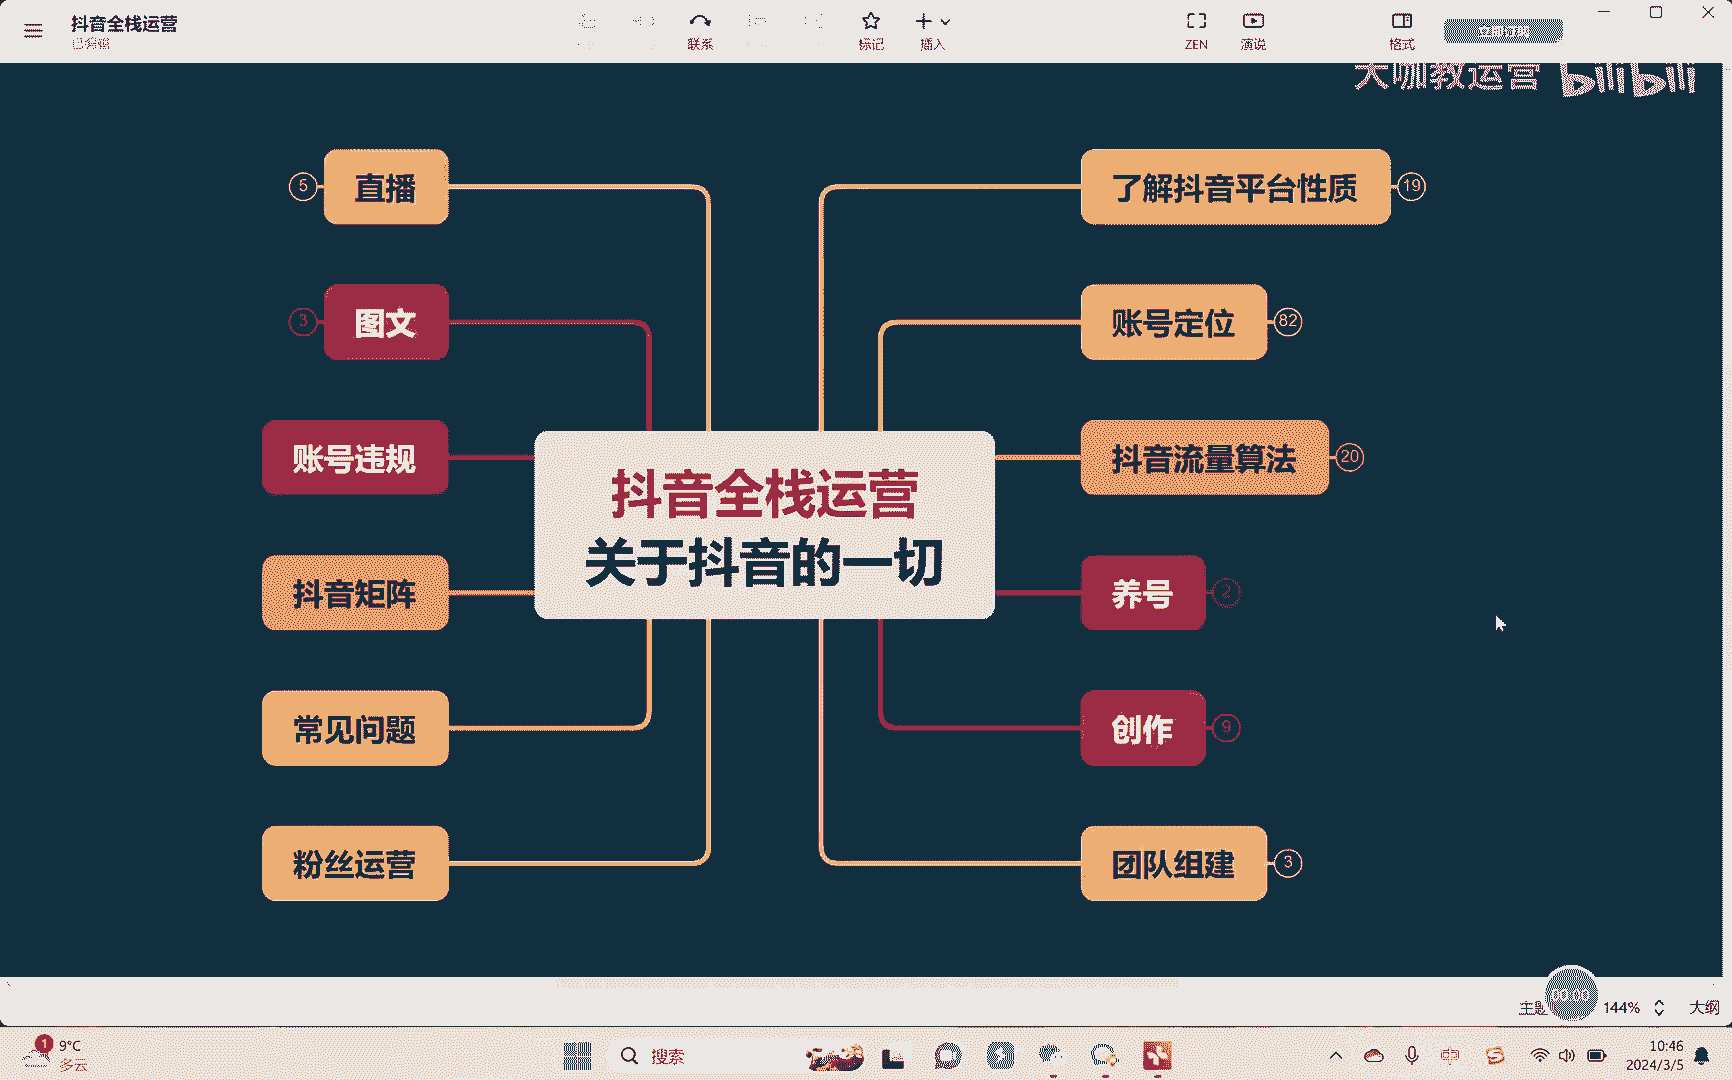 抖音全栈运营
已编辑
联系
标记
插入
ZEN
演说
格式
大咖教运营 bilibili
直播
5
图文
3
账号违规
抖音矩阵
常见问题
粉丝运营
抖音全栈运营
关于抖音的一切
了解抖音平台性质
19
账号定位
82
抖音流量算法
20
养号
2
创作
9
团队组建
3
主题
00:00
144%
大纲
1
9°C
多云
搜索
中
10:46
2024/3/5